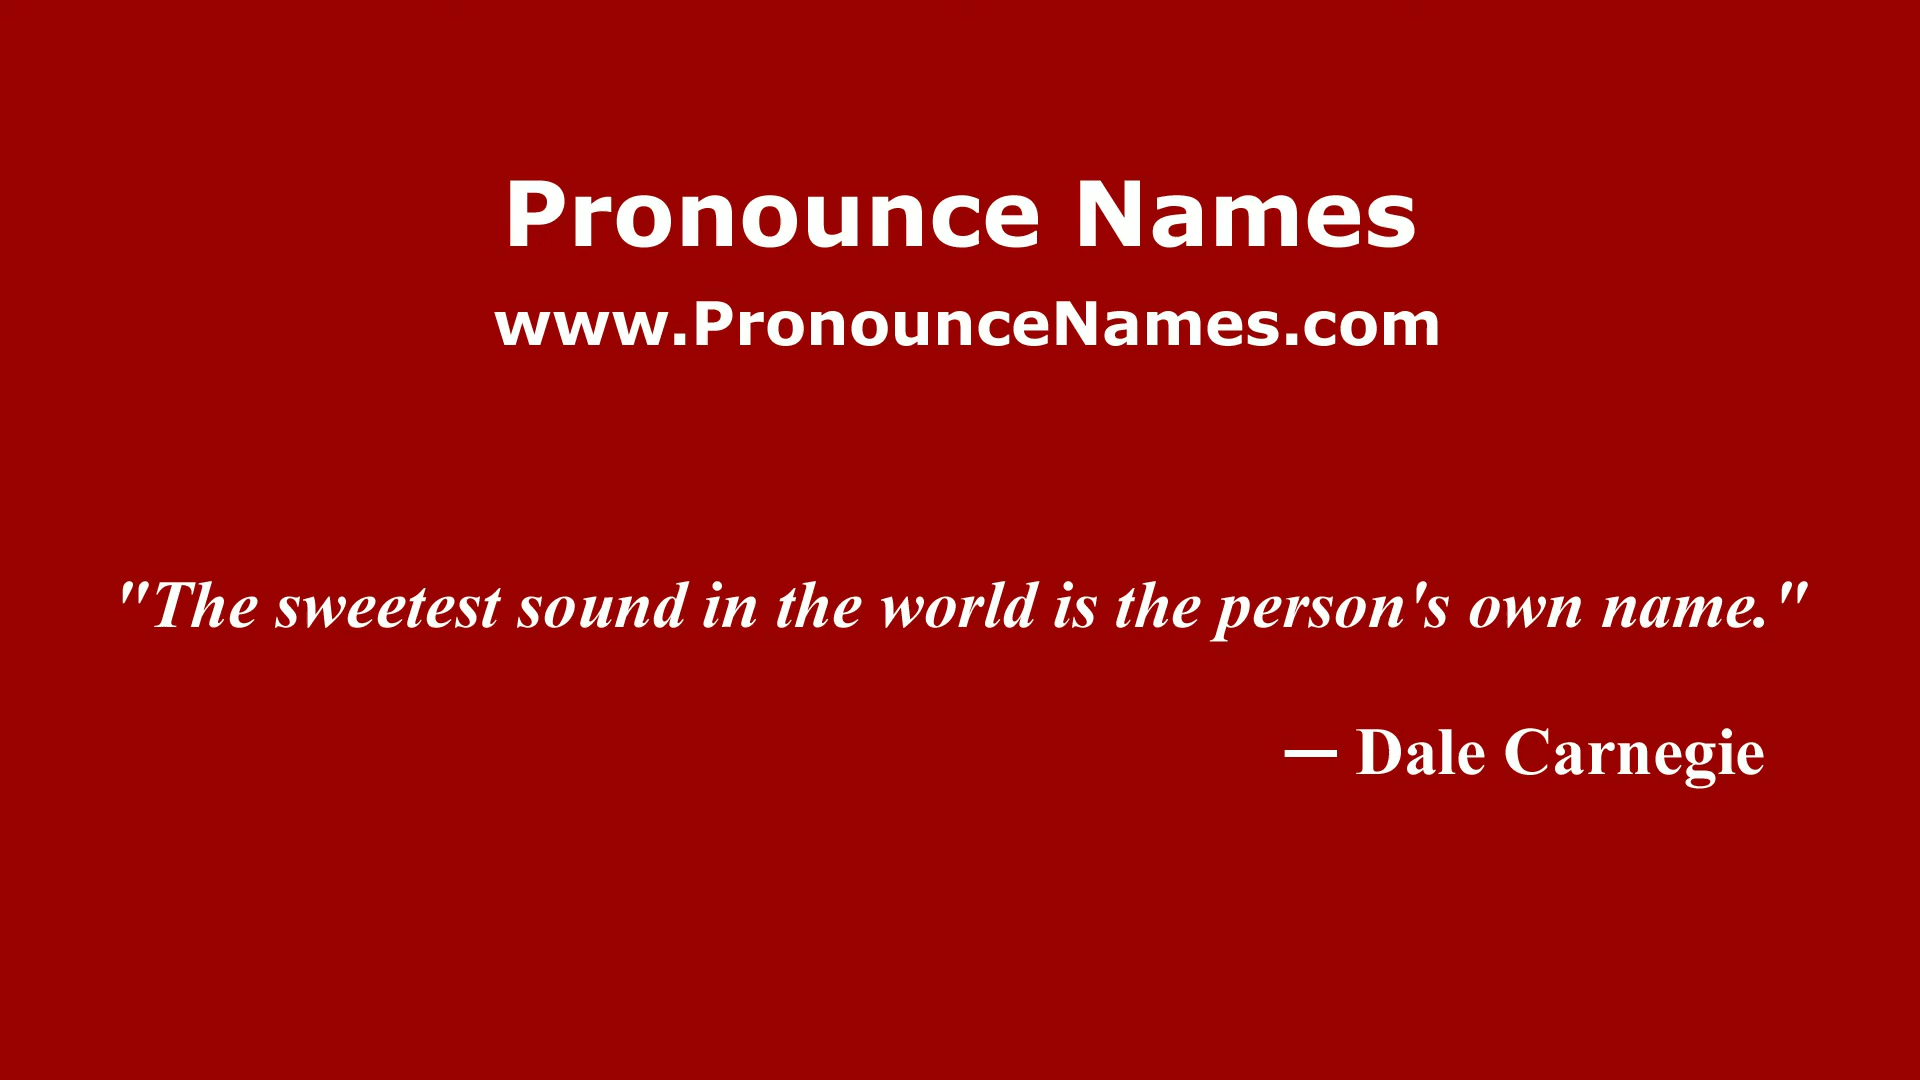 Pronounce Names
www.PronounceNames.com
"The sweetest sound in the world is the person's own name."
— Dale Carnegie